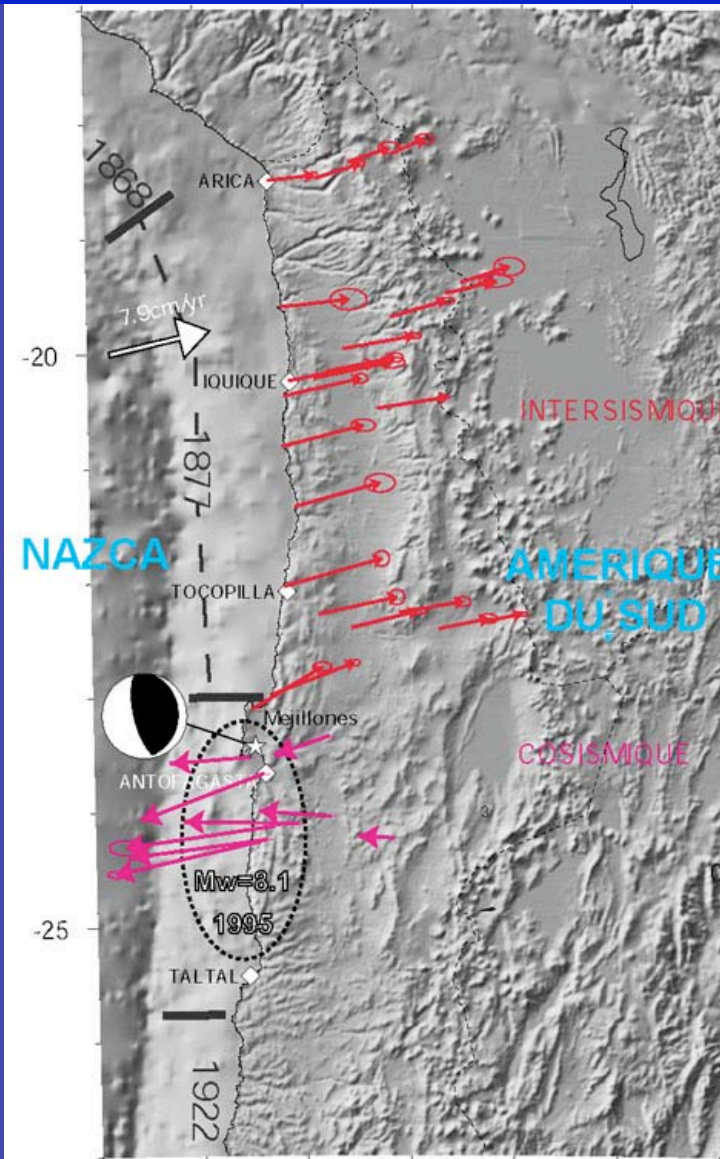 1868
ARICA
7.9cm/yr
-20
IQUIQUE
INTERSISMIQU
1877
NAZCA
AMERIQUE
DU SUD
TOCOPILLA
Mejillones
COSISMIQUE
ANTOFAGASTA
Mw=8.1
1995
-25
TALTAL
1922